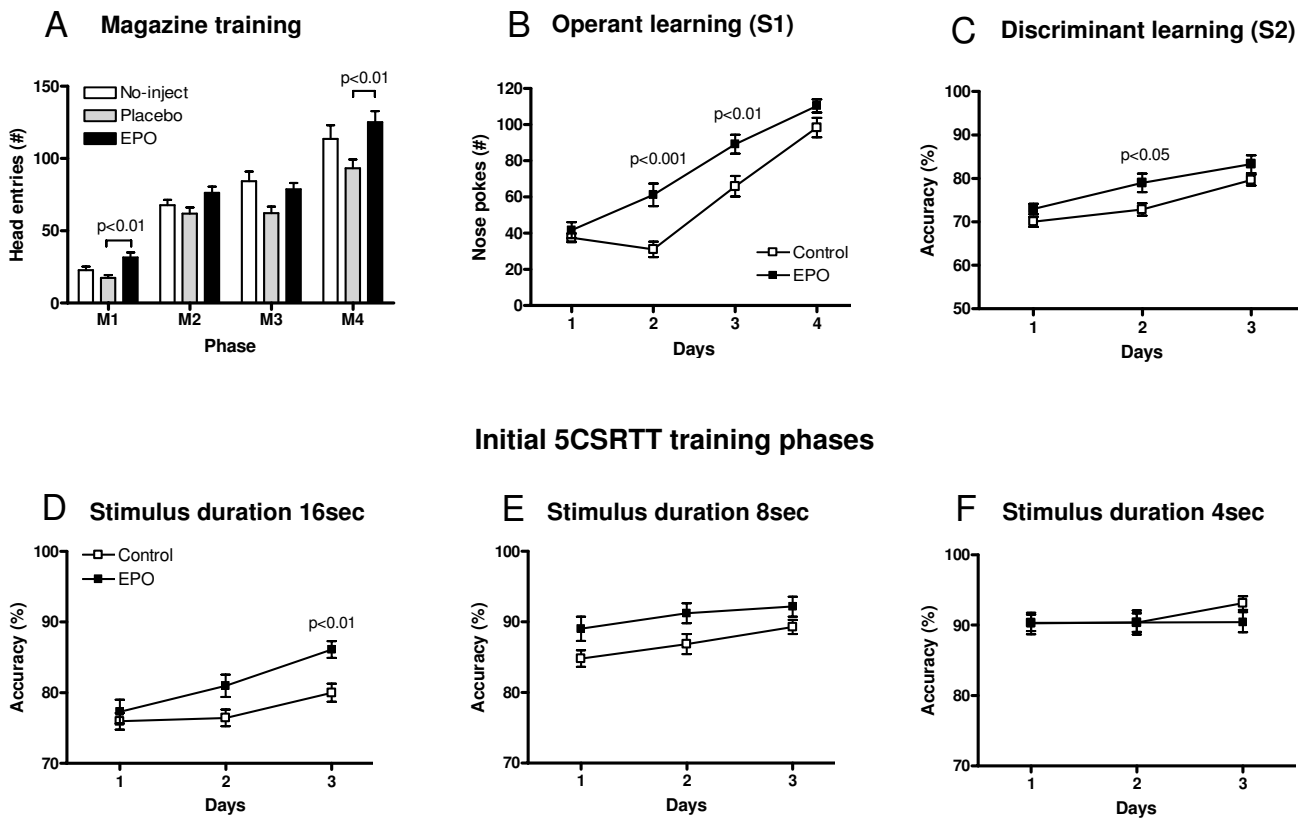 A Magazine training
150
100
50
0
Head entries (#)
No-inject
Placebo
EPO
p<0.01
p<0.01
M1 M2 M3 M4
Phase
B Operant learning (S1)
120
100
80
60
40
20
0
Nose pokes (#)
p<0.001
p<0.01
Control
EPO
1 2 3 4
Days
C Discriminant learning (S2)
100
90
80
70
60
50
Accuracy (%)
p<0.05
1 2 3
Days
Initial 5CSRTT training phases
D Stimulus duration 16sec
100
90
80
70
Accuracy (%)
Control
EPO
p<0.01
1 2 3
Days
E Stimulus duration 8sec
100
90
80
70
Accuracy (%)
1 2 3
Days
F Stimulus duration 4sec
100
90
80
70
Accuracy (%)
1 2 3
Days